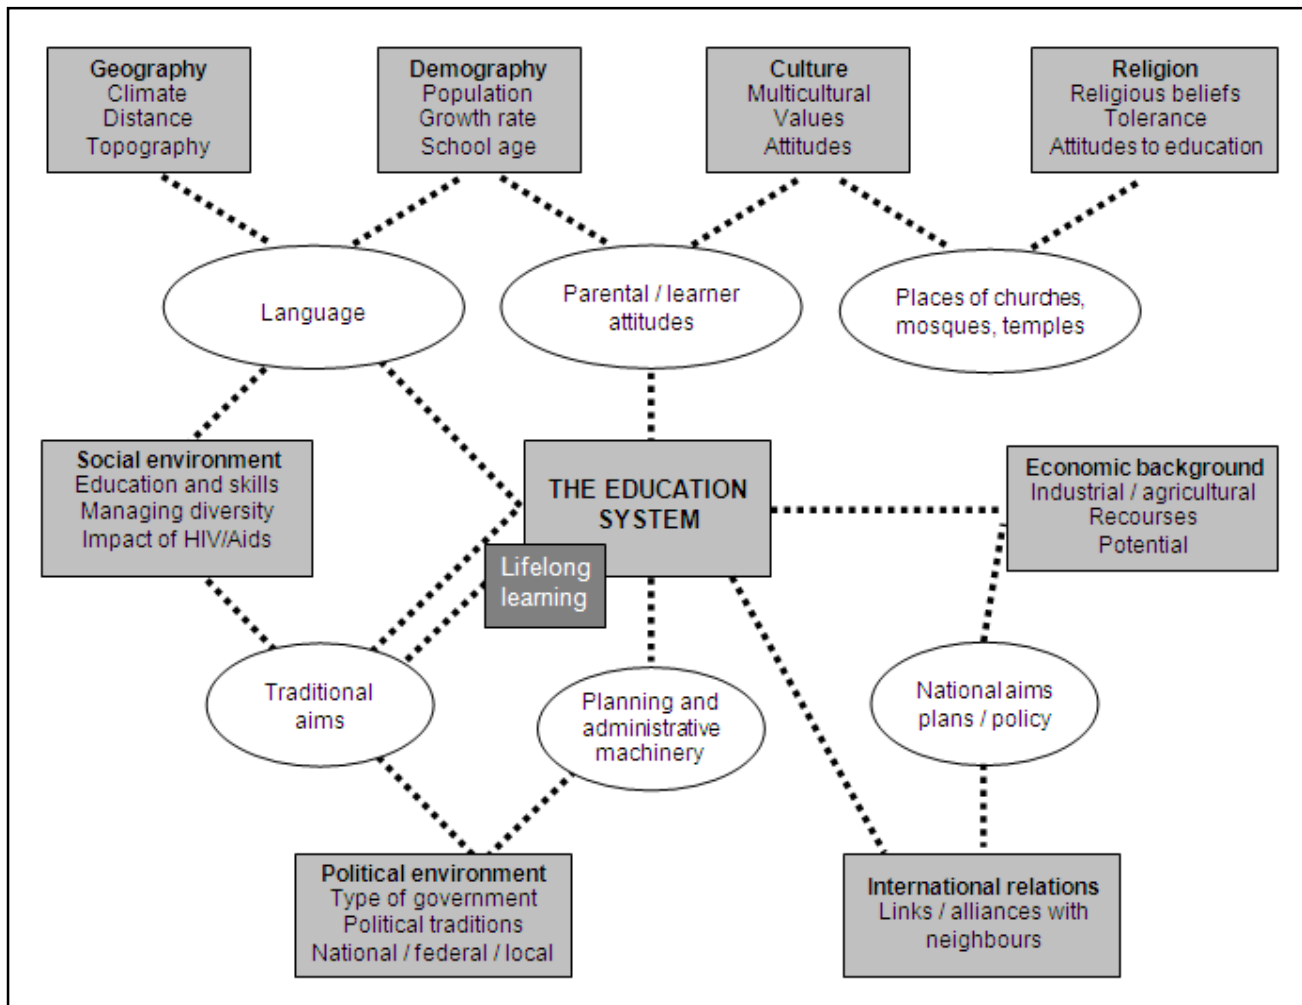 Geography
Climate
Distance
Topography
Demography
Population
Growth rate
School age
Culture
Multicultural
Values
Attitudes
Religion
Religious beliefs
Tolerance
Attitudes to education
Language
Parental / learner
attitudes
Places of churches,
mosques, temples
Social environment
Education and skills
Managing diversity
Impact of HIV/Aids
THE EDUCATION
SYSTEM
Lifelong
learning
Economic background
Industrial / agricultural
Recourses
Potential
Traditional
aims
Planning and
administrative
machinery
National aims
plans / policy
Political environment
Type of government
Political traditions
National / federal / local
International relations
Links / alliances with
neighbours